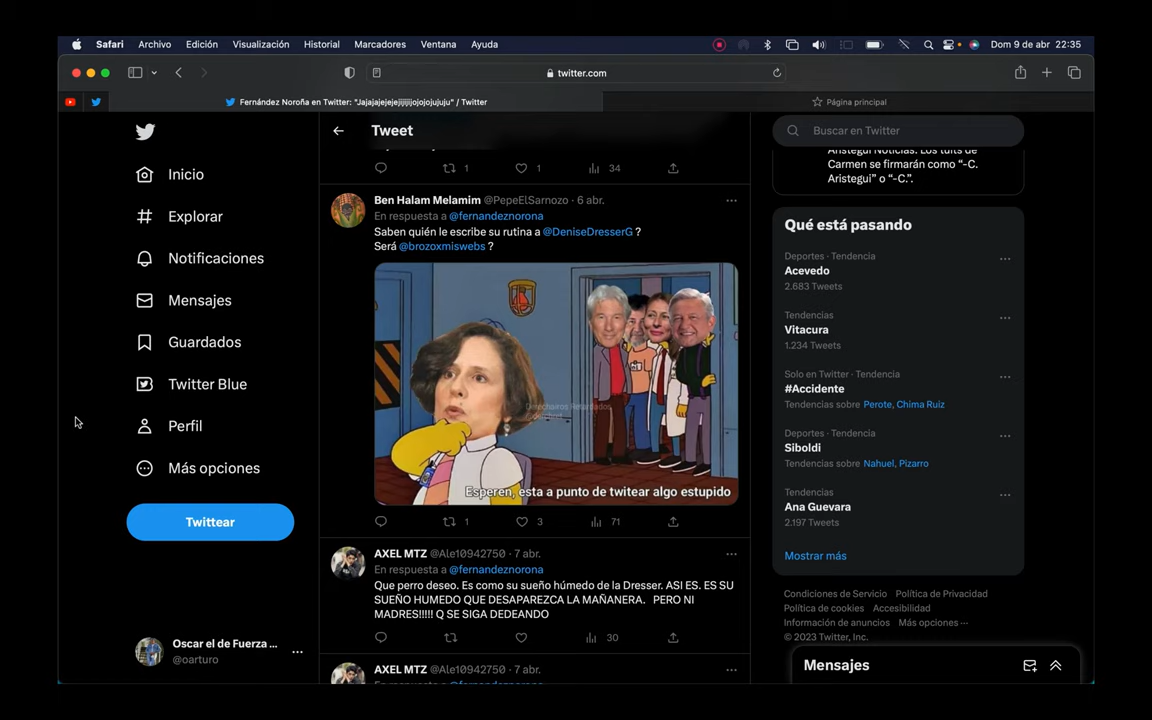 Safari Archivo Edición Visualización Historial Marcadores Ventana Ayuda
Dom 9 de abr 22:35
twitter.com
Fernández Noroña en Twitter: "Jajajajejejejijijijojojojujuju" / Twitter
Página principal
Inicio
Explorar
Notificaciones
Mensajes
Guardados
Twitter Blue
Perfil
Más opciones
Twittear
Oscar el de Fuerza ...
@oarturo
Tweet
1 1 34
Ben Halam Melamim @PepeElSarnozo · 6 abr.
En respuesta a @fernandeznorona
Saben quién le escribe su rutina a @DeniseDresserG ?
Será @brozoxmiswebs ?
Esperen, esta a punto de twitear algo estupido
1 3 71
AXEL MTZ @Ale10942750 · 7 abr.
En respuesta a @fernandeznorona
Que perro deseo. Es como su sueño húmedo de la Dresser. ASI ES. ES SU
SUEÑO HUMEDO QUE DESAPAREZCA LA MAÑANERA. PERO NI
MADRES!!!!! Q SE SIGA DEDEANDO
30
AXEL MTZ @Ale10942750 · 7 abr.
En respuesta a @fernandeznorona
Buscar en Twitter
Aristegui Noticias. Los tuits de
Carmen se firmarán como “-C.
Aristegui” o “-C.”.
Qué está pasando
Deportes · Tendencia
Acevedo
2.683 Tweets
Tendencias
Vitacura
1.234 Tweets
Solo en Twitter · Tendencia
#Accidente
Tendencias sobre Perote, Chima Ruiz
Deportes · Tendencia
Siboldi
Tendencias sobre Nahuel, Pizarro
Tendencias
Ana Guevara
2.197 Tweets
Mostrar más
Condiciones de Servicio Política de Privacidad
Política de cookies Accesibilidad
Información de anuncios Más opciones ···
© 2023 Twitter, Inc.
Mensajes